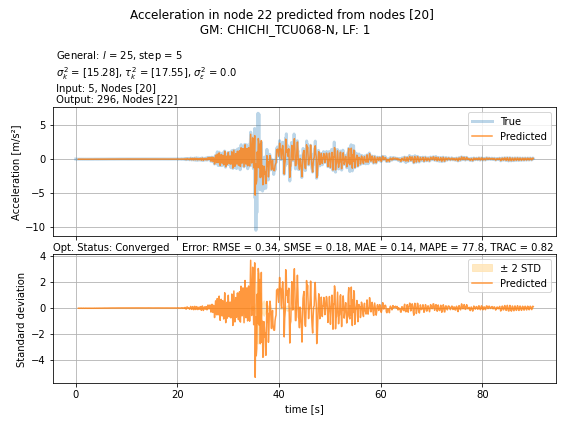 Acceleration in node 22 predicted from nodes [20]
GM: CHICHI_TCU068-N, LF: 1
General: l = 25, step = 5
σ²ₖ = [15.28], τ²ₖ = [17.55], σ²ε = 0.0
Input: 5, Nodes [20]
Output: 296, Nodes [22]
Acceleration [m/s²]
5
0
−5
−10
True
Predicted
Opt. Status: Converged Error: RMSE = 0.34, SMSE = 0.18, MAE = 0.14, MAPE = 77.8, TRAC = 0.82
Standard deviation
4
2
0
−2
−4
± 2 STD
Predicted
0 20 40 60 80
time [s]